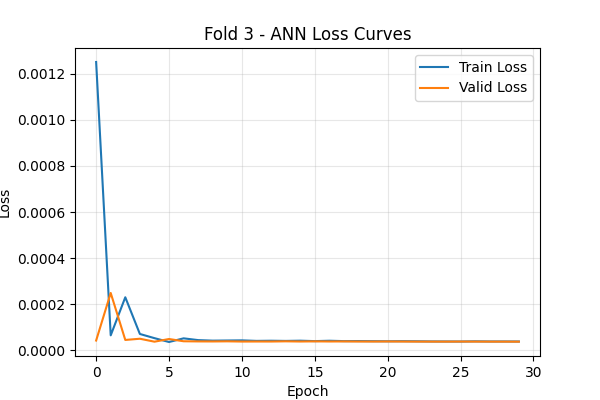 Fold 3 - ANN Loss Curves
Train Loss
Valid Loss
Loss
0.0012
0.0010
0.0008
0.0006
0.0004
0.0002
0.0000
0 5 10 15 20 25 30
Epoch